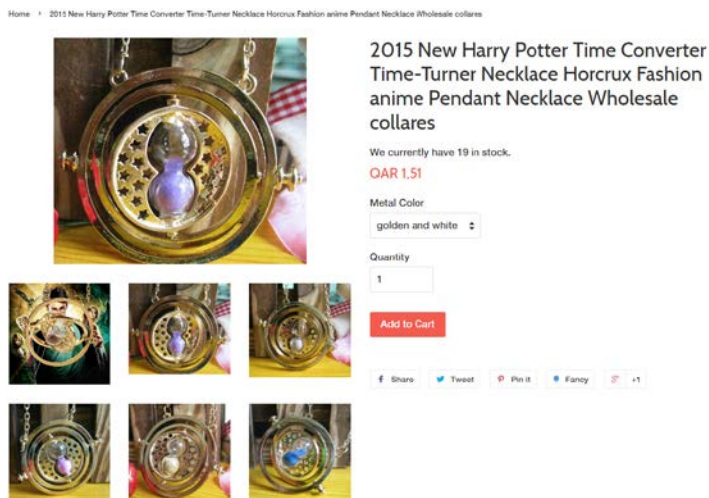 Home › 2015 New Harry Potter Time Converter Time-Turner Necklace Horcrux Fashion anime Pendant Necklace Wholesale collares
2015 New Harry Potter Time Converter
Time-Turner Necklace Horcrux Fashion
anime Pendant Necklace Wholesale
collares
We currently have 19 in stock.
QAR 1.51
Metal Color
golden and white
Quantity
1
Add to Cart
Share Tweet Pin it Fancy +1